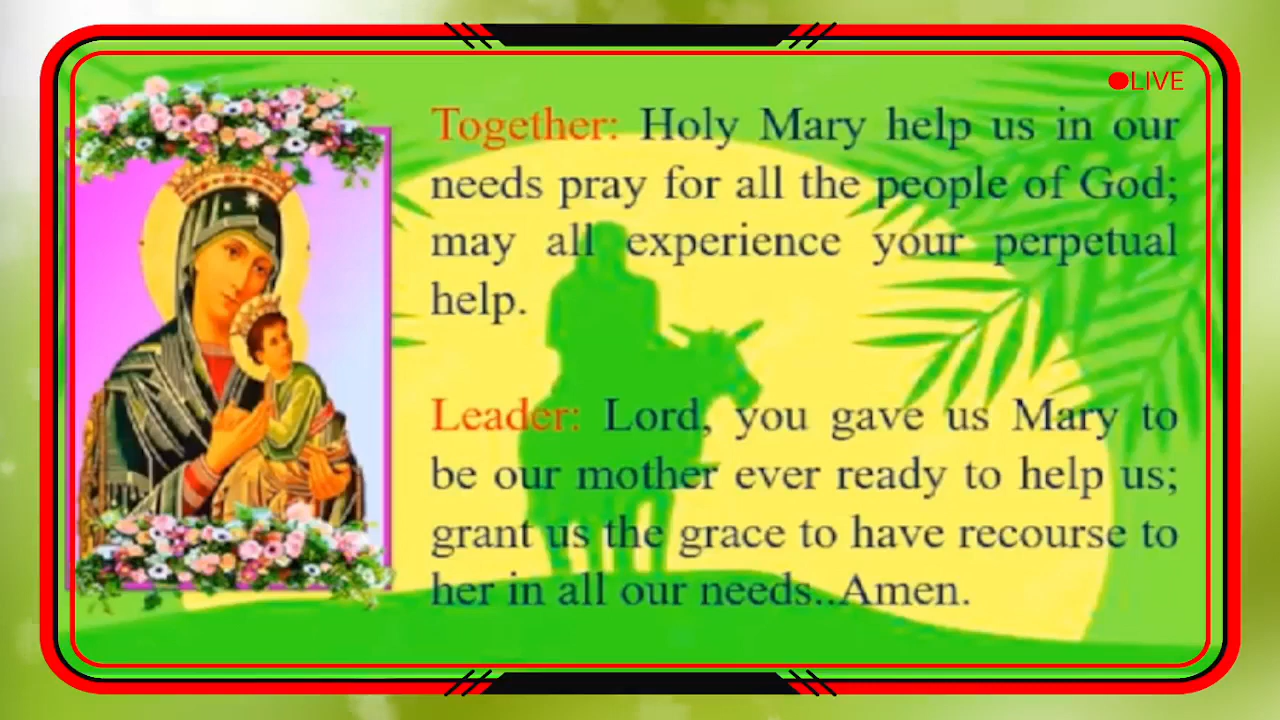 LIVE
Together: Holy Mary help us in our
needs pray for all the people of God;
may all experience your perpetual
help.
Leader: Lord, you gave us Mary to
be our mother ever ready to help us;
grant us the grace to have recourse to
her in all our needs..Amen.